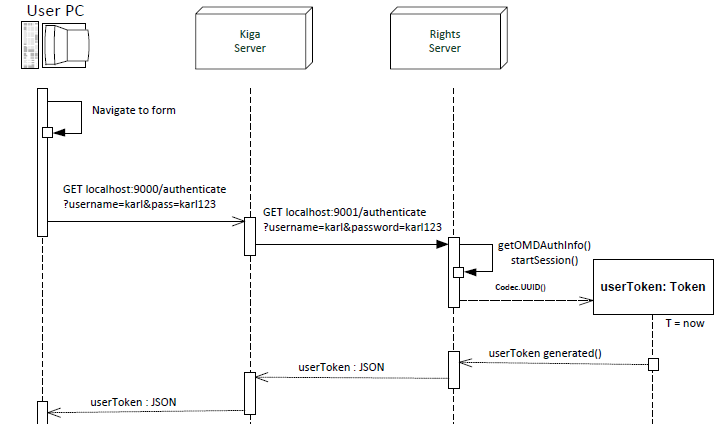 User PC
Kiga
Server
Rights
Server
Navigate to form
GET localhost:9000/authenticate
?username=karl&pass=karl123
GET localhost:9001/authenticate
?username=karl&password=karl123
getOMDAuthInfo()
startSession()
Codec.UUID()
userToken: Token
T = now
userToken generated()
userToken : JSON
userToken : JSON